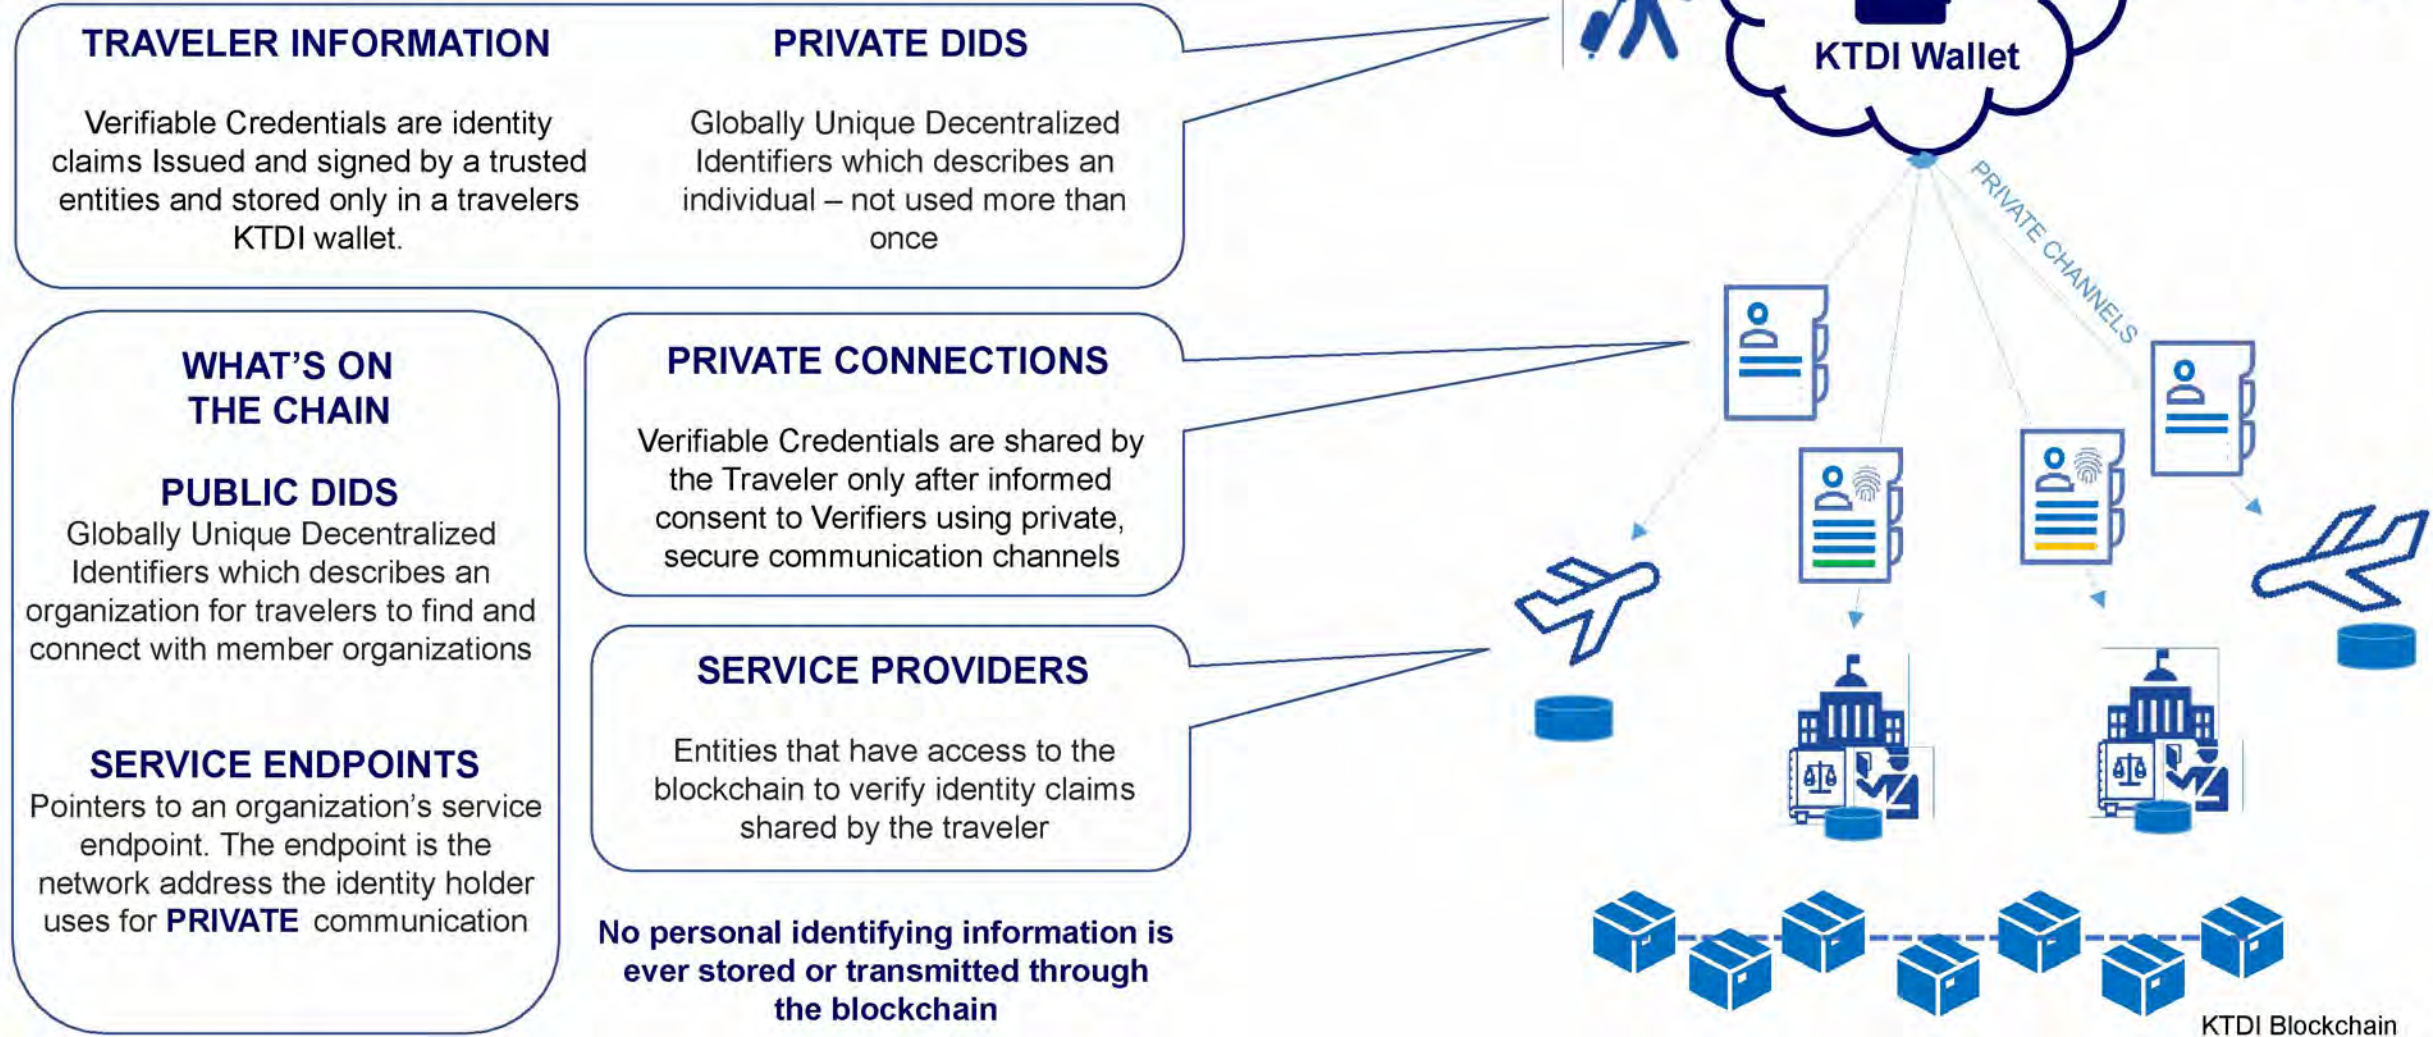 TRAVELER INFORMATION
Verifiable Credentials are identity
claims Issued and signed by a trusted
entities and stored only in a travelers
KTDI wallet.
PRIVATE DIDS
Globally Unique Decentralized
Identifiers which describes an
individual – not used more than
once
KTDI Wallet
PRIVATE CHANNELS
WHAT'S ON
THE CHAIN
PUBLIC DIDS
Globally Unique Decentralized
Identifiers which describes an
organization for travelers to find and
connect with member organizations
SERVICE ENDPOINTS
Pointers to an organization's service
endpoint. The endpoint is the
network address the identity holder
uses for PRIVATE communication
PRIVATE CONNECTIONS
Verifiable Credentials are shared by
the Traveler only after informed
consent to Verifiers using private,
secure communication channels
SERVICE PROVIDERS
Entities that have access to the
blockchain to verify identity claims
shared by the traveler
No personal identifying information is
ever stored or transmitted through
the blockchain
KTDI Blockchain